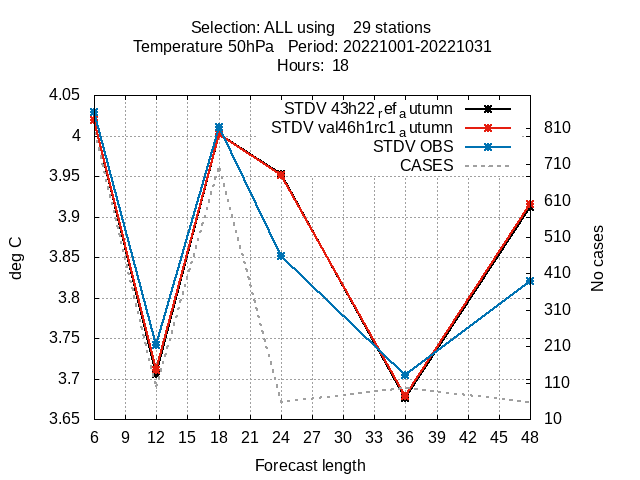 Selection: ALL using    29 stations
Temperature 50hPa   Period: 20221001-20221031
Hours:  18
STDV 43h22_ref_autumn
STDV val46h1rc1_autumn
STDV OBS
CASES
4.05
4
3.95
3.9
3.85
3.8
3.75
3.7
3.65
deg C
810
710
610
510
410
310
210
110
10
No cases
6 9 12 15 18 21 24 27 30 33 36 39 42 45 48
Forecast length